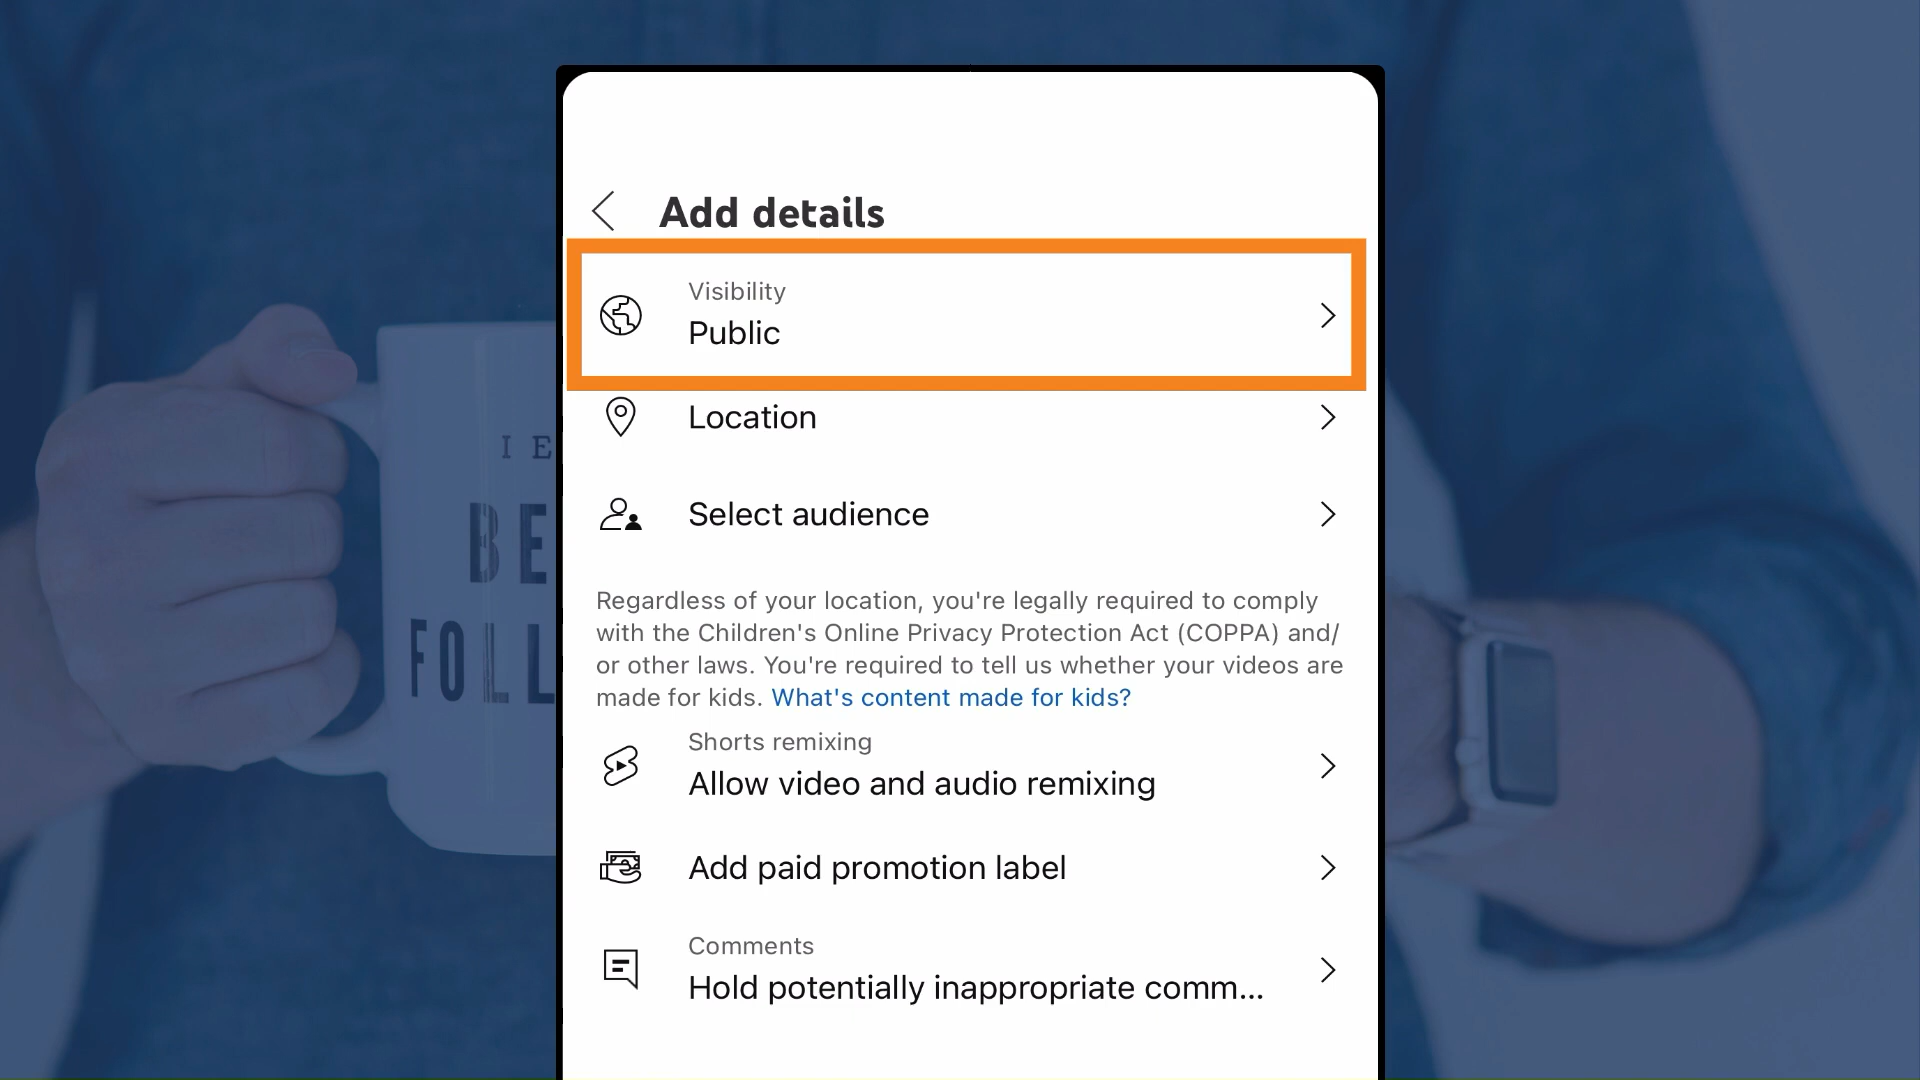 Add details
Visibility
Public
Location
Select audience
Regardless of your location, you're legally required to comply
with the Children's Online Privacy Protection Act (COPPA) and/
or other laws. You're required to tell us whether your videos are
made for kids. What's content made for kids?
Shorts remixing
Allow video and audio remixing
Add paid promotion label
Comments
Hold potentially inappropriate comm...
I E
BE
FOLL